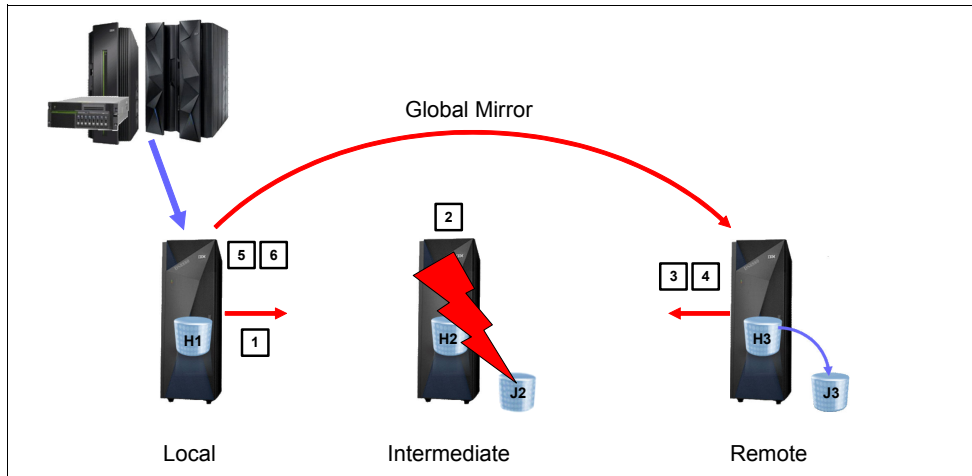 Global Mirror
2
5 6
3 4
1
H1
H2
H3
J2
J3
Local
Intermediate
Remote